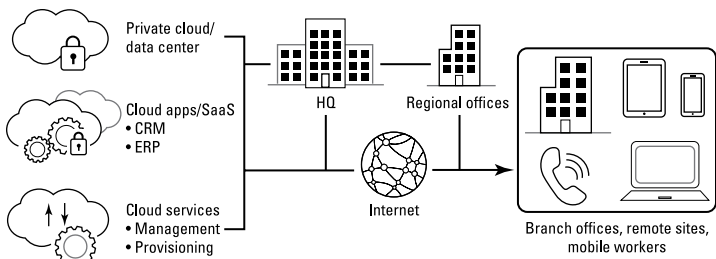 Private cloud/
data center
Cloud apps/SaaS
• CRM
• ERP
Cloud services
• Management
• Provisioning
HQ
Regional offices
Internet
Branch offices, remote sites,
mobile workers